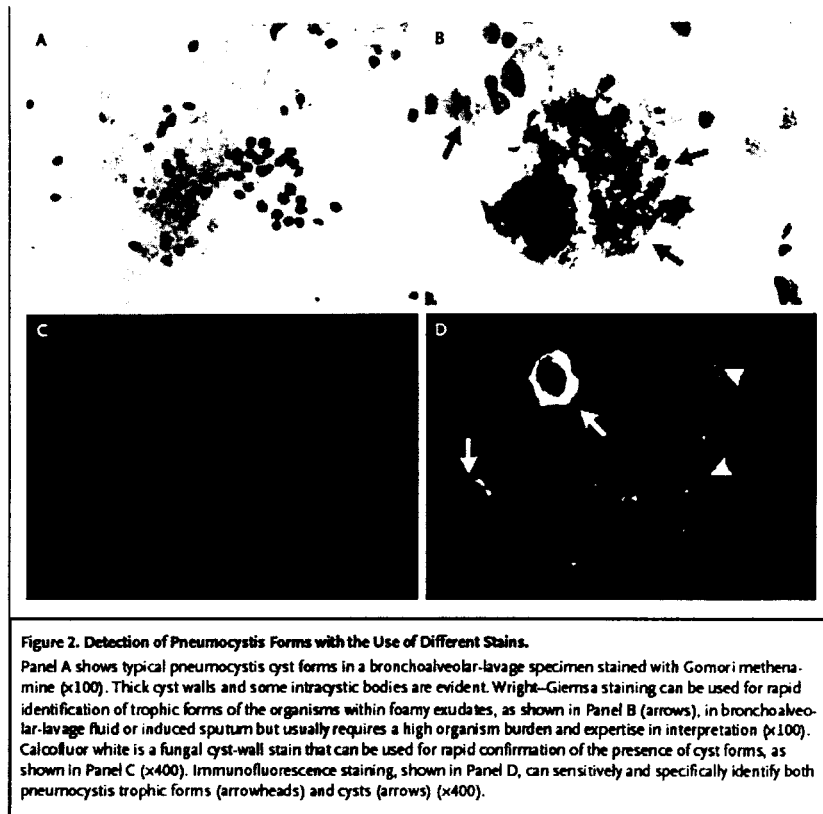 A
B
C
D
Figure 2. Detection of Pneumocystis Forms with the Use of Different Stains.
Panel A shows typical pneumocystis cyst forms in a bronchoalveolar-lavage specimen stained with Gomori methena-
mine (×100). Thick cyst walls and some intracystic bodies are evident. Wright–Giemsa staining can be used for rapid
identification of trophic forms of the organisms within foamy exudates, as shown in Panel B (arrows), in bronchoalveo-
lar-lavage fluid or induced sputum but usually requires a high organism burden and expertise in interpretation (×100).
Calcofluor white is a fungal cyst-wall stain that can be used for rapid confirmation of the presence of cyst forms, as
shown in Panel C (×400). Immunofluorescence staining, shown in Panel D, can sensitively and specifically identify both
pneumocystis trophic forms (arrowheads) and cysts (arrows) (×400).